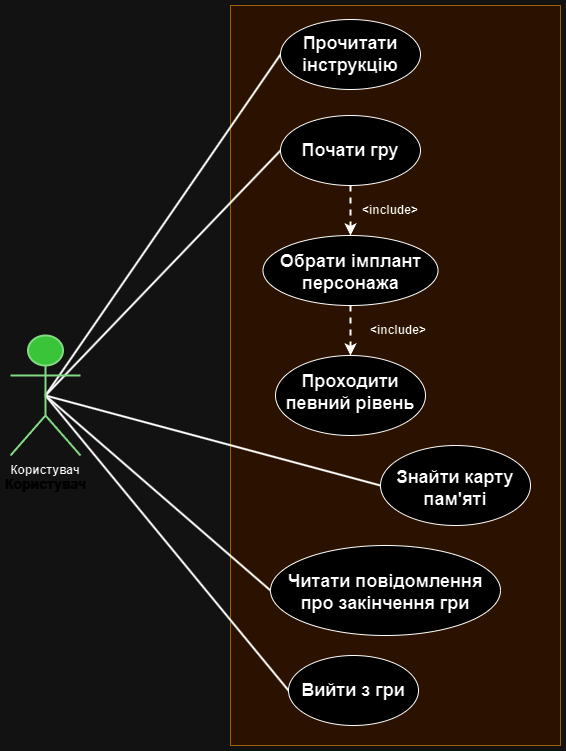 Прочитати
інструкцію
Почати гру
<include>
Обрати імплант
персонажа
<include>
Проходити
певний рівень
Користувач
Користувач
Знайти карту
пам'яті
Читати повідомлення
про закінчення гри
Вийти з гри